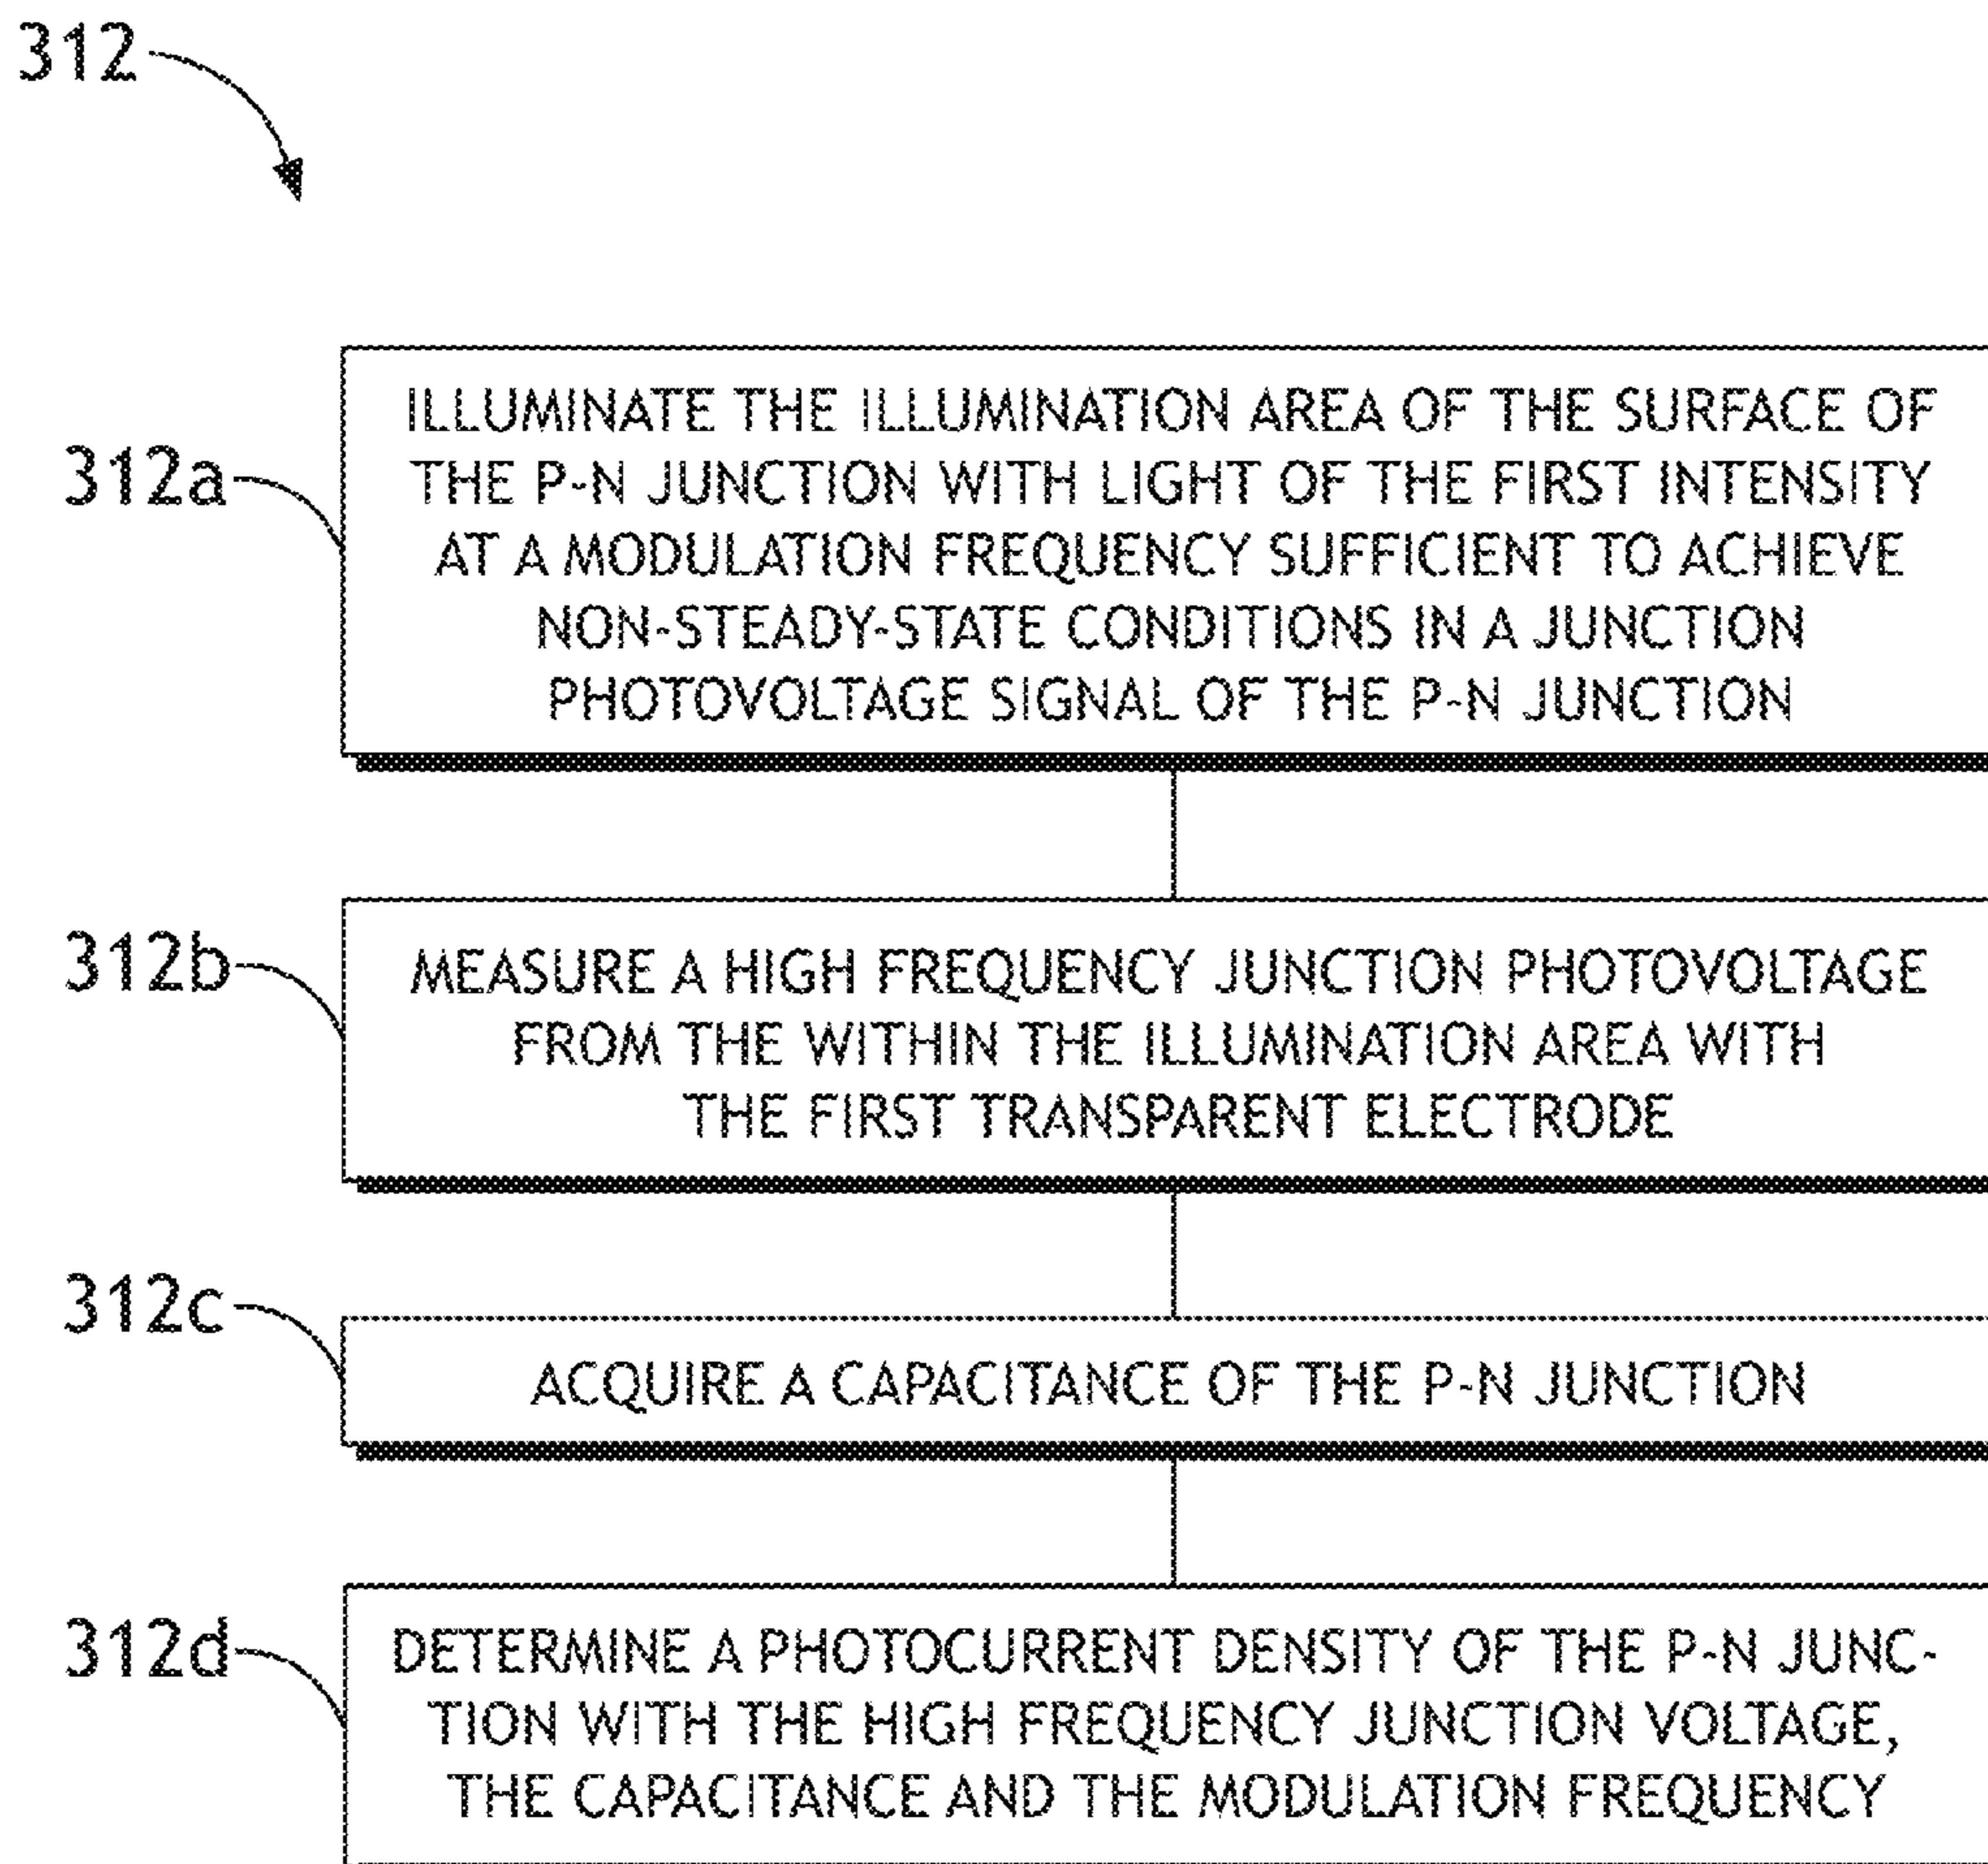 312
312a
ILLUMINATE THE ILLUMINATION AREA OF THE SURFACE OF
THE P-N JUNCTION WITH LIGHT OF THE FIRST INTENSITY
AT A MODULATION FREQUENCY SUFFICIENT TO ACHIEVE
NON-STEADY-STATE CONDITIONS IN A JUNCTION
PHOTOVOLTAGE SIGNAL OF THE P-N JUNCTION
312b
MEASURE A HIGH FREQUENCY JUNCTION PHOTOVOLTAGE
FROM THE WITHIN THE ILLUMINATION AREA WITH
THE FIRST TRANSPARENT ELECTRODE
312c
ACQUIRE A CAPACITANCE OF THE P-N JUNCTION
312d
DETERMINE A PHOTOCURRENT DENSITY OF THE P-N JUNC-
TION WITH THE HIGH FREQUENCY JUNCTION VOLTAGE,
THE CAPACITANCE AND THE MODULATION FREQUENCY